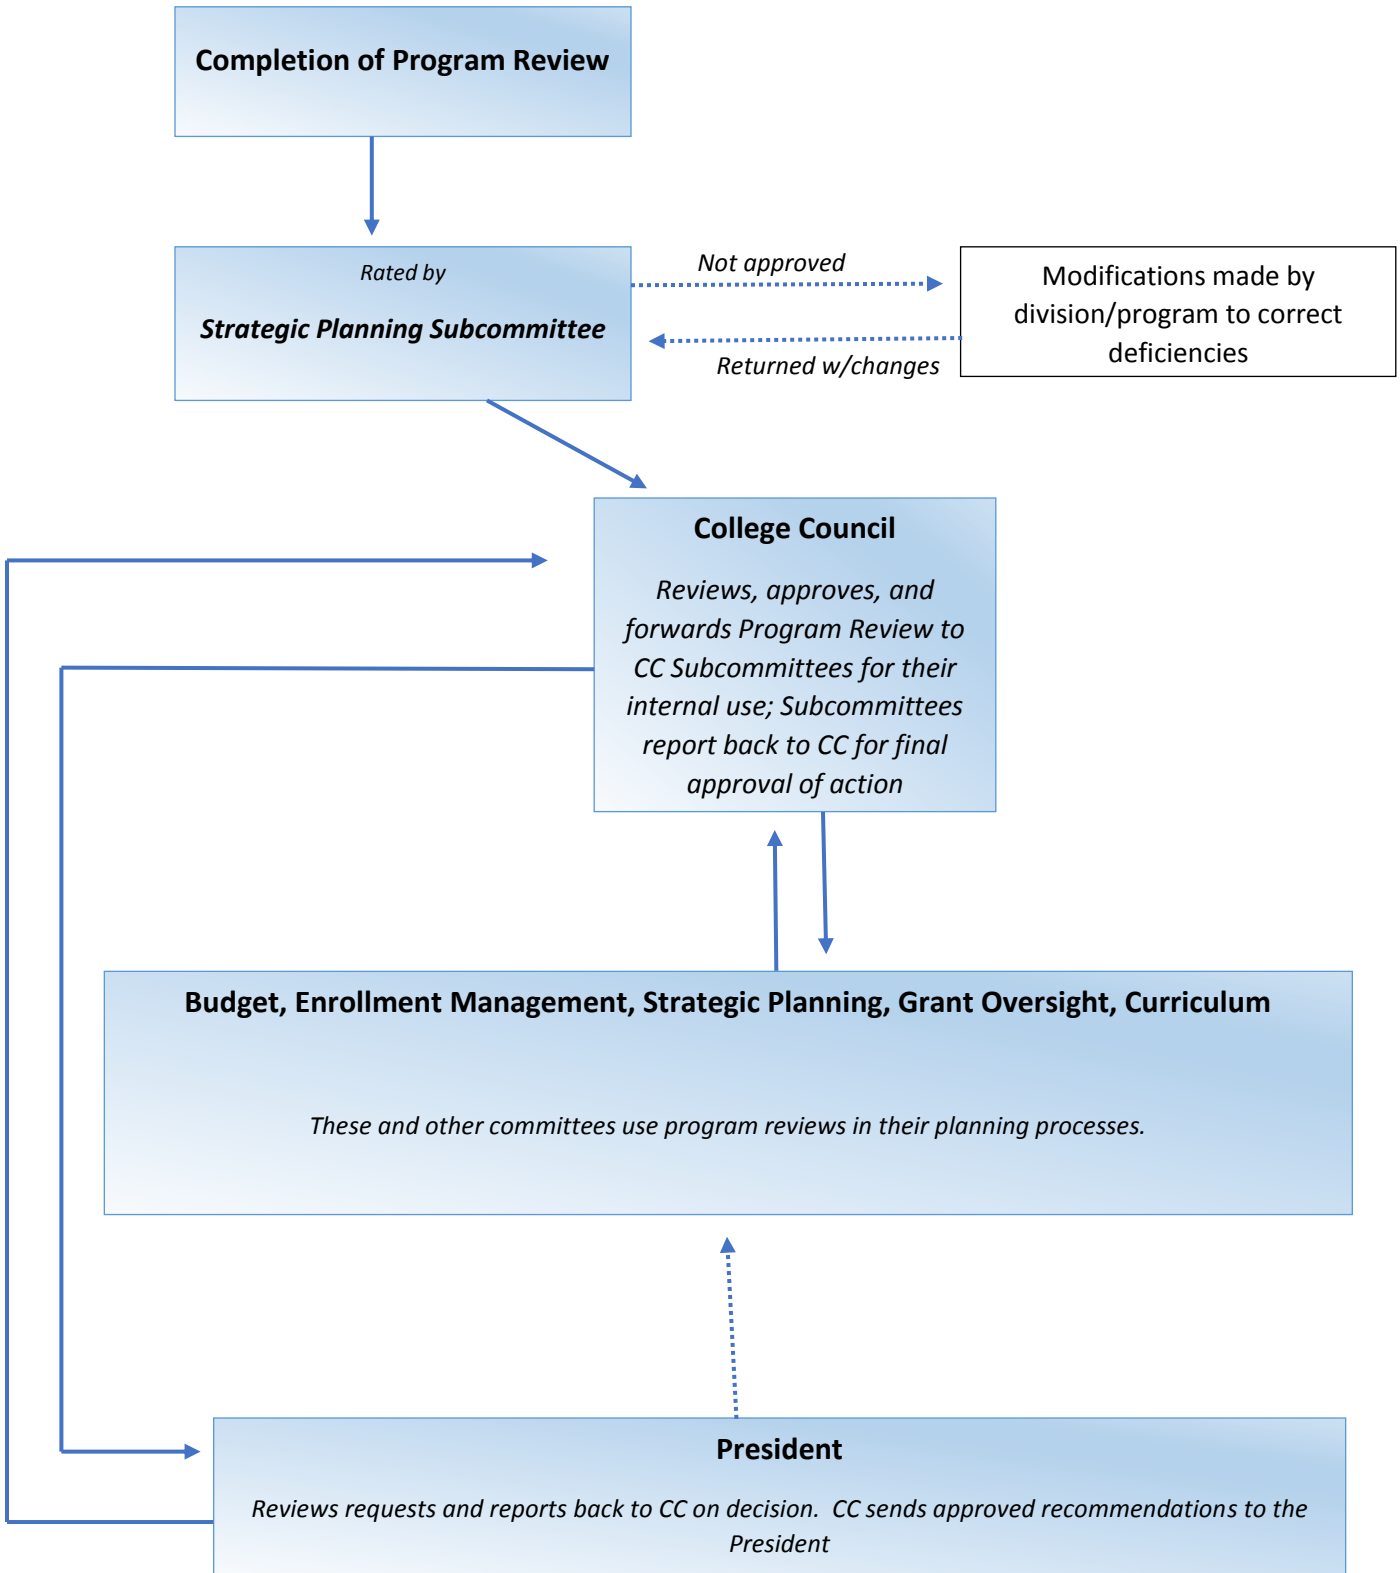 Completion of Program Review
Rated by
Strategic Planning Subcommittee
Not approved
Returned w/changes
Modifications made by
division/program to correct
deficiencies
College Council
Reviews, approves, and
forwards Program Review to
CC Subcommittees for their
internal use; Subcommittees
report back to CC for final
approval of action
Budget, Enrollment Management, Strategic Planning, Grant Oversight, Curriculum
These and other committees use program reviews in their planning processes.
President
Reviews requests and reports back to CC on decision.  CC sends approved recommendations to the
President